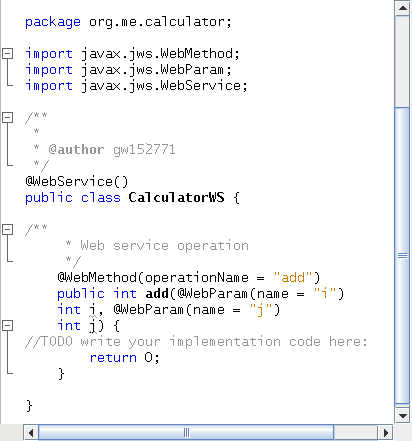 package org.me.calculator;
import javax.jws.WebMethod;
import javax.jws.WebParam;
import javax.jws.WebService;
/**
*
* @author gw152771
*/
@WebService()
public class CalculatorWS {
/**
* Web service operation
*/
@WebMethod(operationName = "add")
public int add(@WebParam(name = "i")
int i, @WebParam(name = "j")
int j) {
//TODO write your implementation code here:
return 0;
}
}